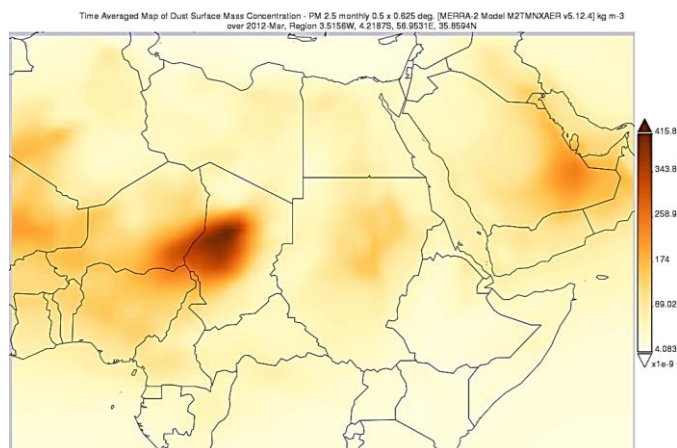 Time Averaged Map of Dust Surface Mass Concentration - PM 2.5 monthly 0.5 x 0.625 deg. [MERRA-2 Model M2TMNXAER v5.12.4] kg m-3
over 2012-Mar, Region 3.5156W, 4.2187S, 56.9531E, 35.8594N
415.8
343.8
258.9
174
89.02
4.083
x1e-9